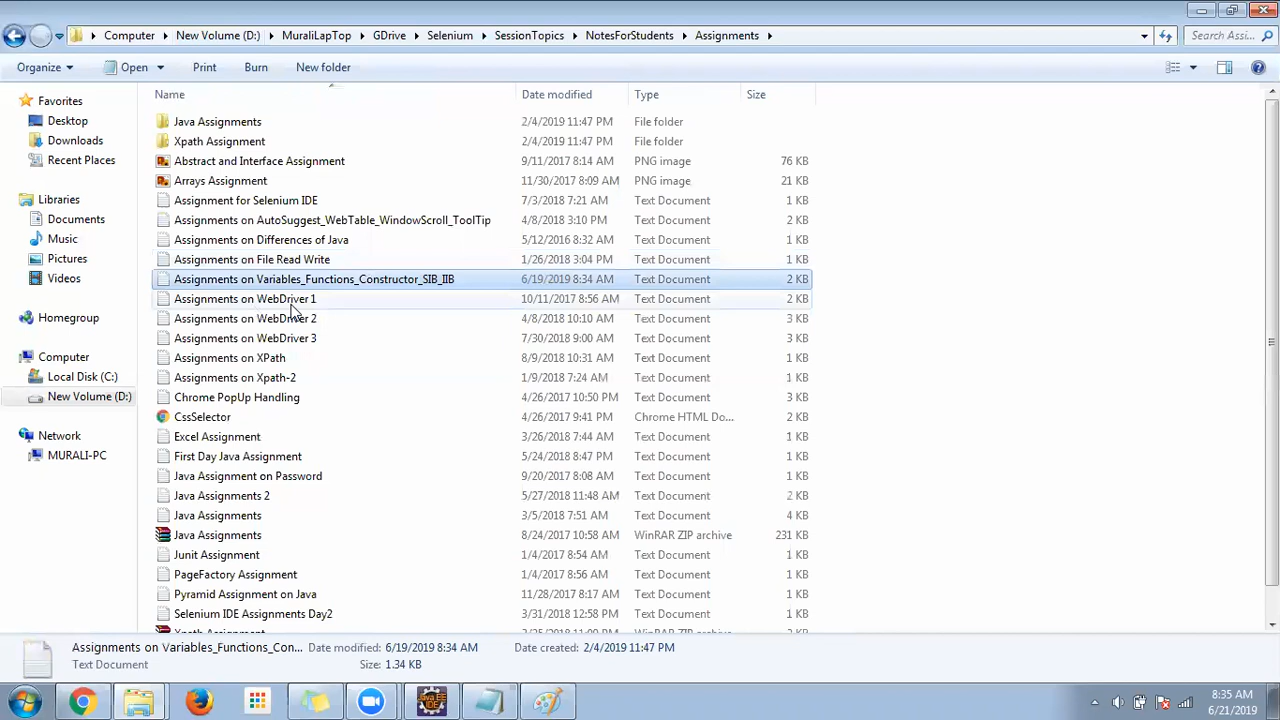 Computer New Volume (D:) MuraliLapTop GDrive Selenium SessionTopics NotesForStudents Assignments
Search Assi...
Organize Open Print Burn New folder
Name Date modified Type Size
Favorites
Desktop
Downloads
Recent Places
Libraries
Documents
Music
Pictures
Videos
Homegroup
Computer
Local Disk (C:)
New Volume (D:)
Network
MURALI-PC
Java Assignments 2/4/2019 11:47 PM File folder
Xpath Assignment 2/4/2019 11:47 PM File folder
Abstract and Interface Assignment 9/11/2017 8:14 AM PNG image 76 KB
Arrays Assignment 11/30/2017 8:02 AM PNG image 21 KB
Assignment for Selenium IDE 7/3/2018 7:21 AM Text Document 1 KB
Assignments on AutoSuggest_WebTable_WindowScroll_ToolTip 4/8/2018 3:10 PM Text Document 2 KB
Assignments on Differences of Java 5/12/2016 8:32 AM Text Document 1 KB
Assignments on File Read Write 1/26/2018 3:04 PM Text Document 1 KB
Assignments on Variables_Functions_Constructor_SIB_IIB 6/19/2019 8:34 AM Text Document 2 KB
Assignments on WebDriver 1 10/11/2017 8:56 AM Text Document 2 KB
Assignments on WebDriver 2 4/8/2018 10:10 AM Text Document 3 KB
Assignments on WebDriver 3 7/30/2018 9:00 AM Text Document 3 KB
Assignments on XPath 8/9/2018 10:31 AM Text Document 1 KB
Assignments on Xpath-2 1/9/2018 7:24 AM Text Document 1 KB
Chrome PopUp Handling 4/26/2017 10:50 PM Text Document 3 KB
CssSelector 4/26/2017 9:41 PM Chrome HTML Do... 2 KB
Excel Assignment 3/26/2018 7:44 AM Text Document 1 KB
First Day Java Assignment 5/24/2018 8:47 PM Text Document 1 KB
Java Assignment on Password 9/20/2017 8:08 AM Text Document 1 KB
Java Assignments 2 5/27/2018 11:48 AM Text Document 2 KB
Java Assignments 3/5/2018 7:51 AM Text Document 4 KB
Java Assignments 8/24/2017 10:58 AM WinRAR ZIP archive 231 KB
Junit Assignment 1/4/2017 8:54 AM Text Document 1 KB
PageFactory Assignment 1/4/2017 8:56 AM Text Document 1 KB
Pyramid Assignment on Java 11/28/2017 8:17 AM Text Document 1 KB
Selenium IDE Assignments Day2 3/31/2018 12:58 PM Text Document 1 KB
Assignments on Variables_Functions_Con... Date modified: 6/19/2019 8:34 AM Date created: 2/4/2019 11:47 PM
Text Document Size: 1.34 KB
Java EE
IDE
8:35 AM
6/21/2019